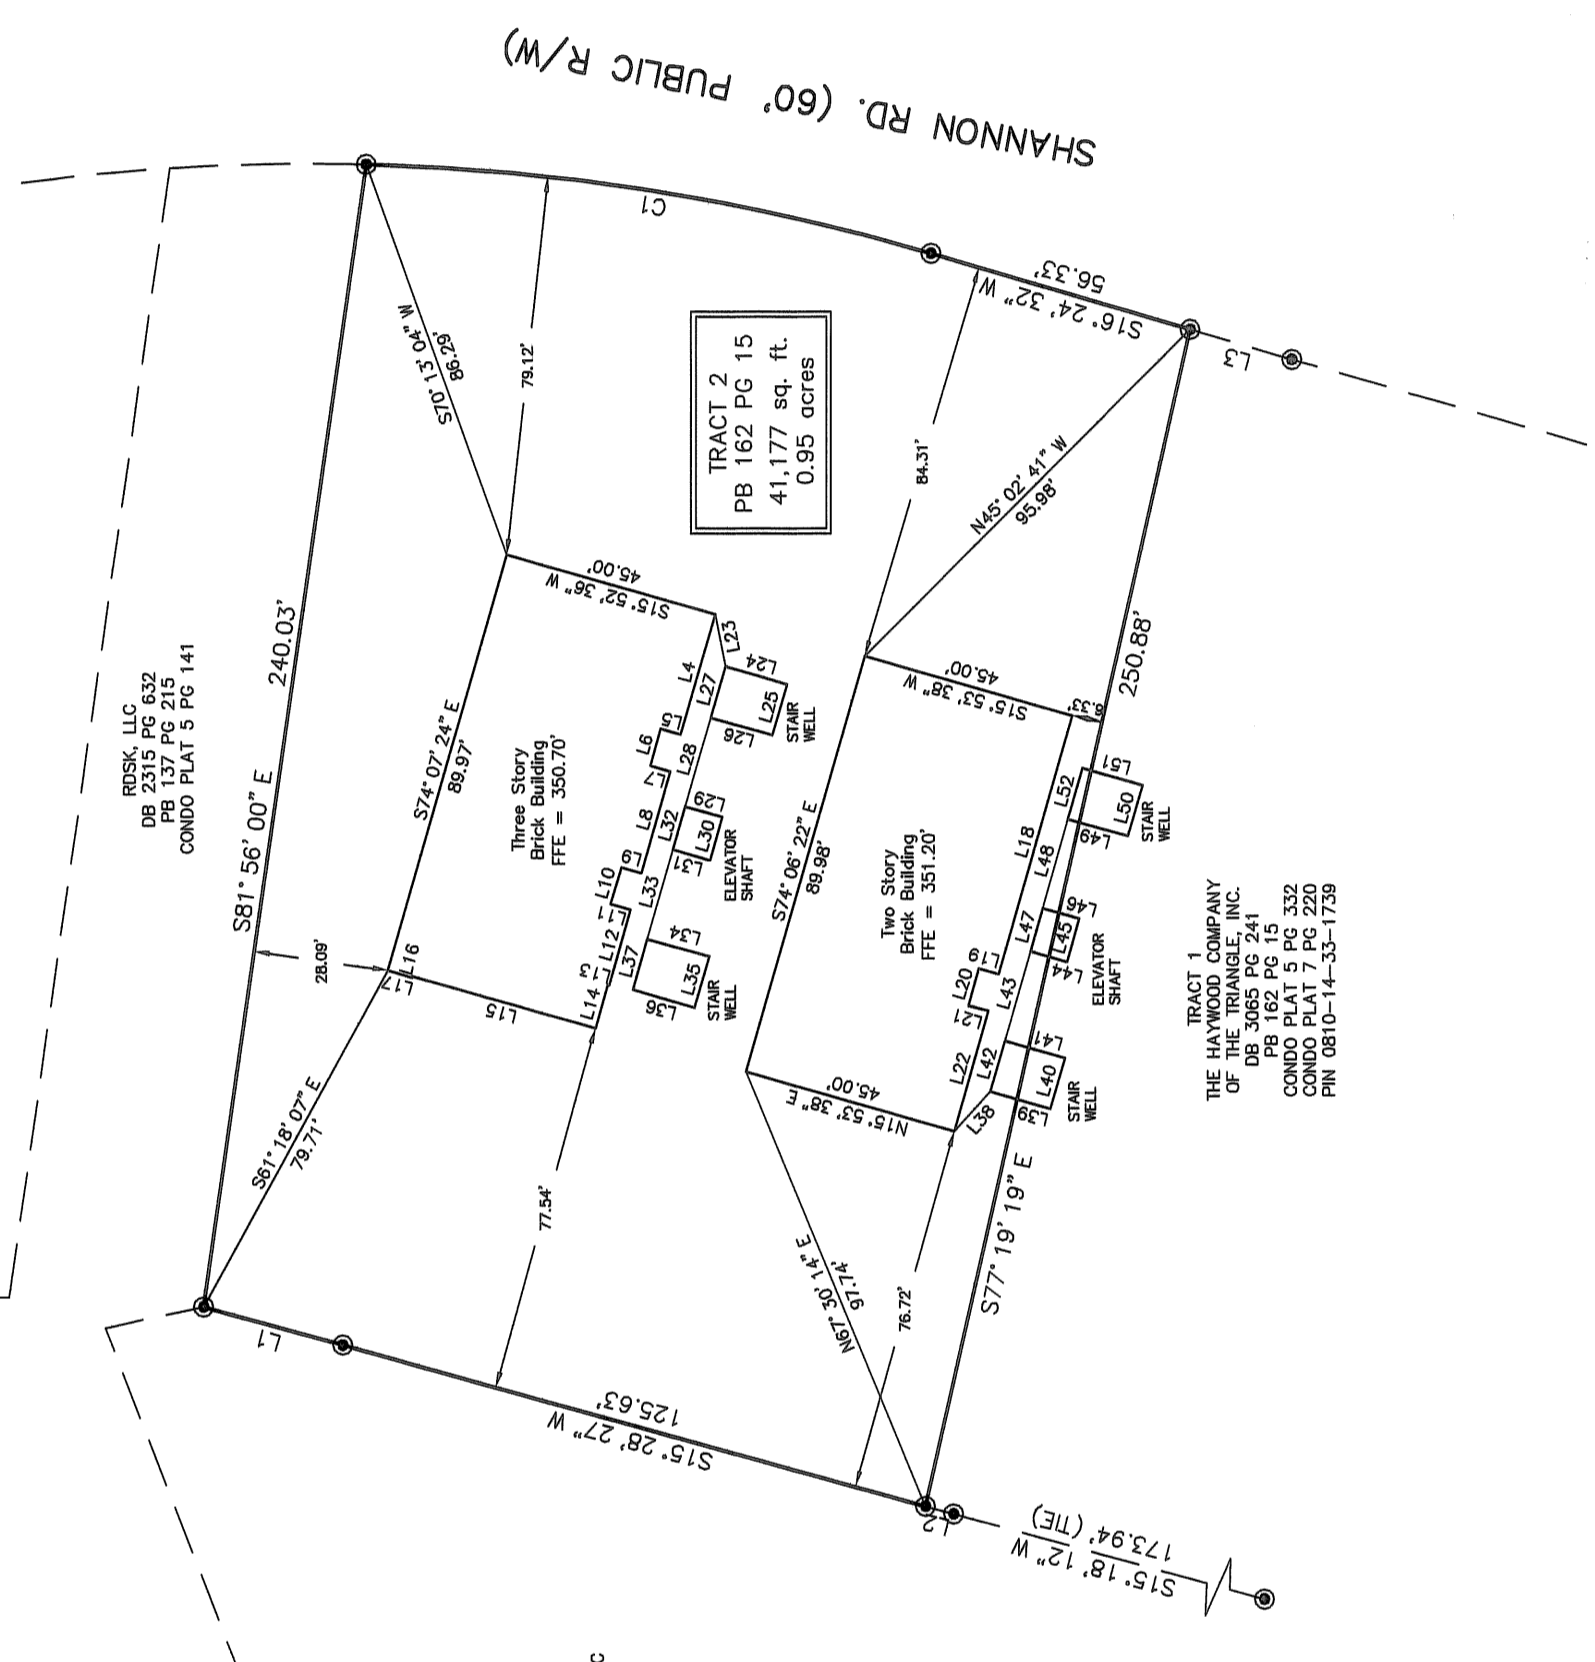 SHANNON RD. (60' PUBLIC R/W)
C1
S16° 24' 32" W
56.33'
L3
RDSK, LLC
DB 2315 PG 632
PB 137 PG 215
CONDO PLAT 5 PG 141
S81° 56' 00" E
240.03'
S70° 13' 04" W
86.29'
79.12'
TRACT 2
PB 162 PG 15
41,177 sq. ft.
0.95 acres
84.31'
N45° 02' 41" W
95.98'
S15° 52' 36" W
45.00'
S74° 07' 24" E
89.97'
Three Story
Brick Building
FFE = 350.70'
L4
L5
L6
L7
L8
L9
L10
L11
L12
L13
L14
L15
L16
L17
L23
L24
L25
L26
L27
STAIR
WELL
L28
L29
L30
L31
L32
ELEVATOR
SHAFT
L33
L34
L35
L36
L37
STAIR
WELL
28.09'
S61° 18' 07" E
79.71'
77.54'
L1
S15° 28' 27" W
125.63'
S15° 53' 38" W
45.00'
6.33'
250.88'
S77° 19' 19" E
S74° 06' 22" E
89.98'
Two Story
Brick Building
FFE = 351.20'
L18
L19
L20
L21
L22
N15° 53' 38" E
45.00'
L38
L39
L40
L41
L42
STAIR
WELL
L43
L44
L45
L46
L47
ELEVATOR
SHAFT
L48
L49
L50
L51
L52
STAIR
WELL
N67° 30' 14" E
97.74'
76.72'
L2
S15° 18' 12" W
173.94' (TIE)
TRACT 1
THE HAYWOOD COMPANY
OF THE TRIANGLE, INC.
DB 3065 PG 241
PB 162 PG 15
CONDO PLAT 5 PG 332
CONDO PLAT 7 PG 220
PIN 0810-14-33-1739